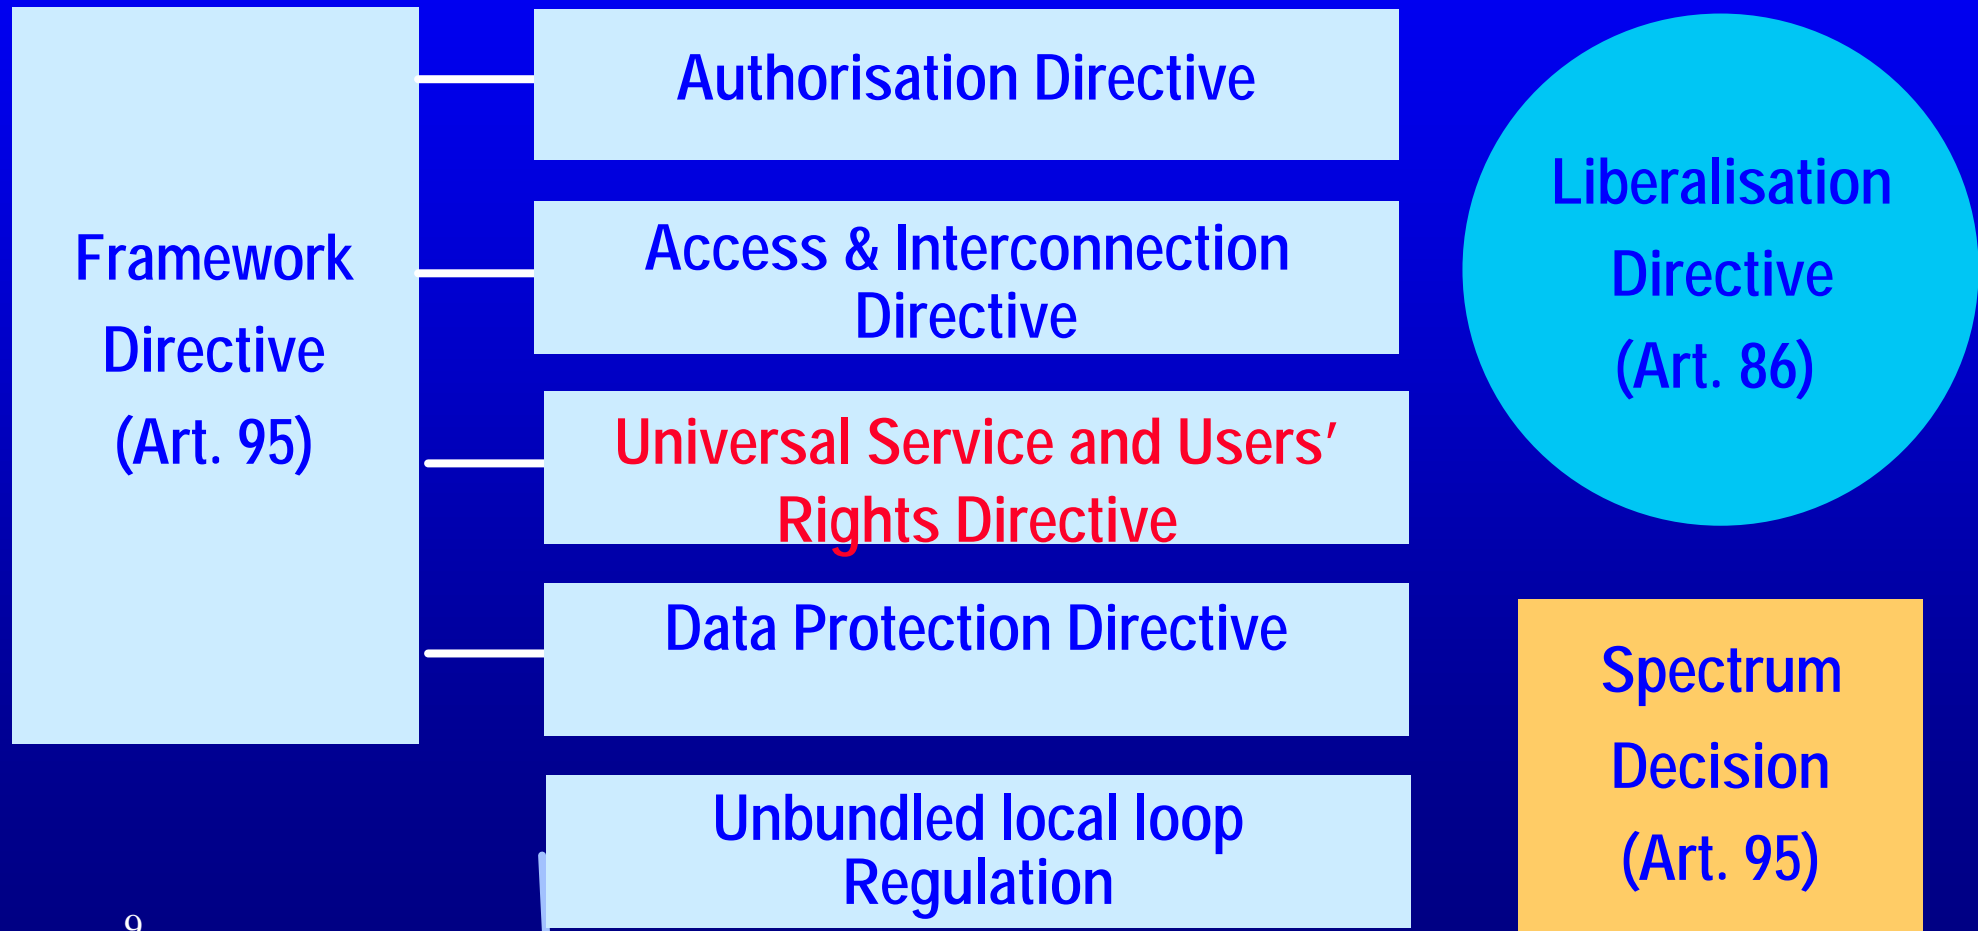 Framework
Directive
(Art. 95)
Authorisation Directive
Access & Interconnection
Directive
Universal Service and Users’
Rights Directive
Data Protection Directive
Unbundled local loop
Regulation
Liberalisation
Directive
(Art. 86)
Spectrum
Decision
(Art. 95)
9